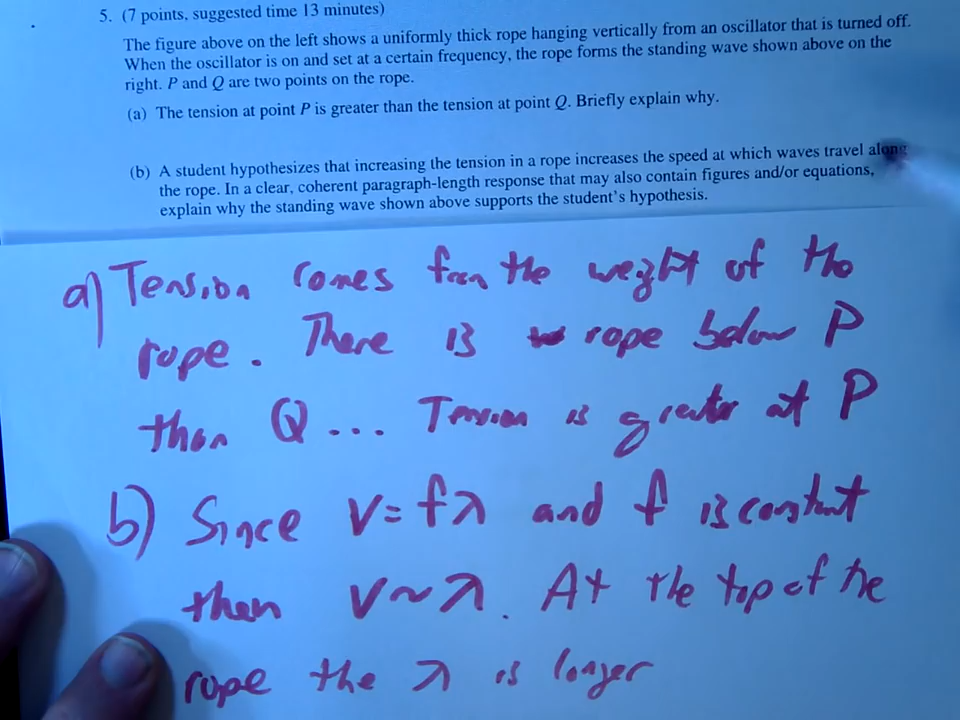 5. (7 points, suggested time 13 minutes)
The figure above on the left shows a uniformly thick rope hanging vertically from an oscillator that is turned off.
When the oscillator is on and set at a certain frequency, the rope forms the standing wave shown above on the
right. P and Q are two points on the rope.
(a) The tension at point P is greater than the tension at point Q. Briefly explain why.
(b) A student hypothesizes that increasing the tension in a rope increases the speed at which waves travel along
the rope. In a clear, coherent paragraph-length response that may also contain figures and/or equations,
explain why the standing wave shown above supports the student's hypothesis.
a) Tension comes from the weight of the
rope. There is rope below P
than Q... Tension is greater at P
b) Since v=fλ and f is constant
then v~λ. At the top of the
rope the λ is longer